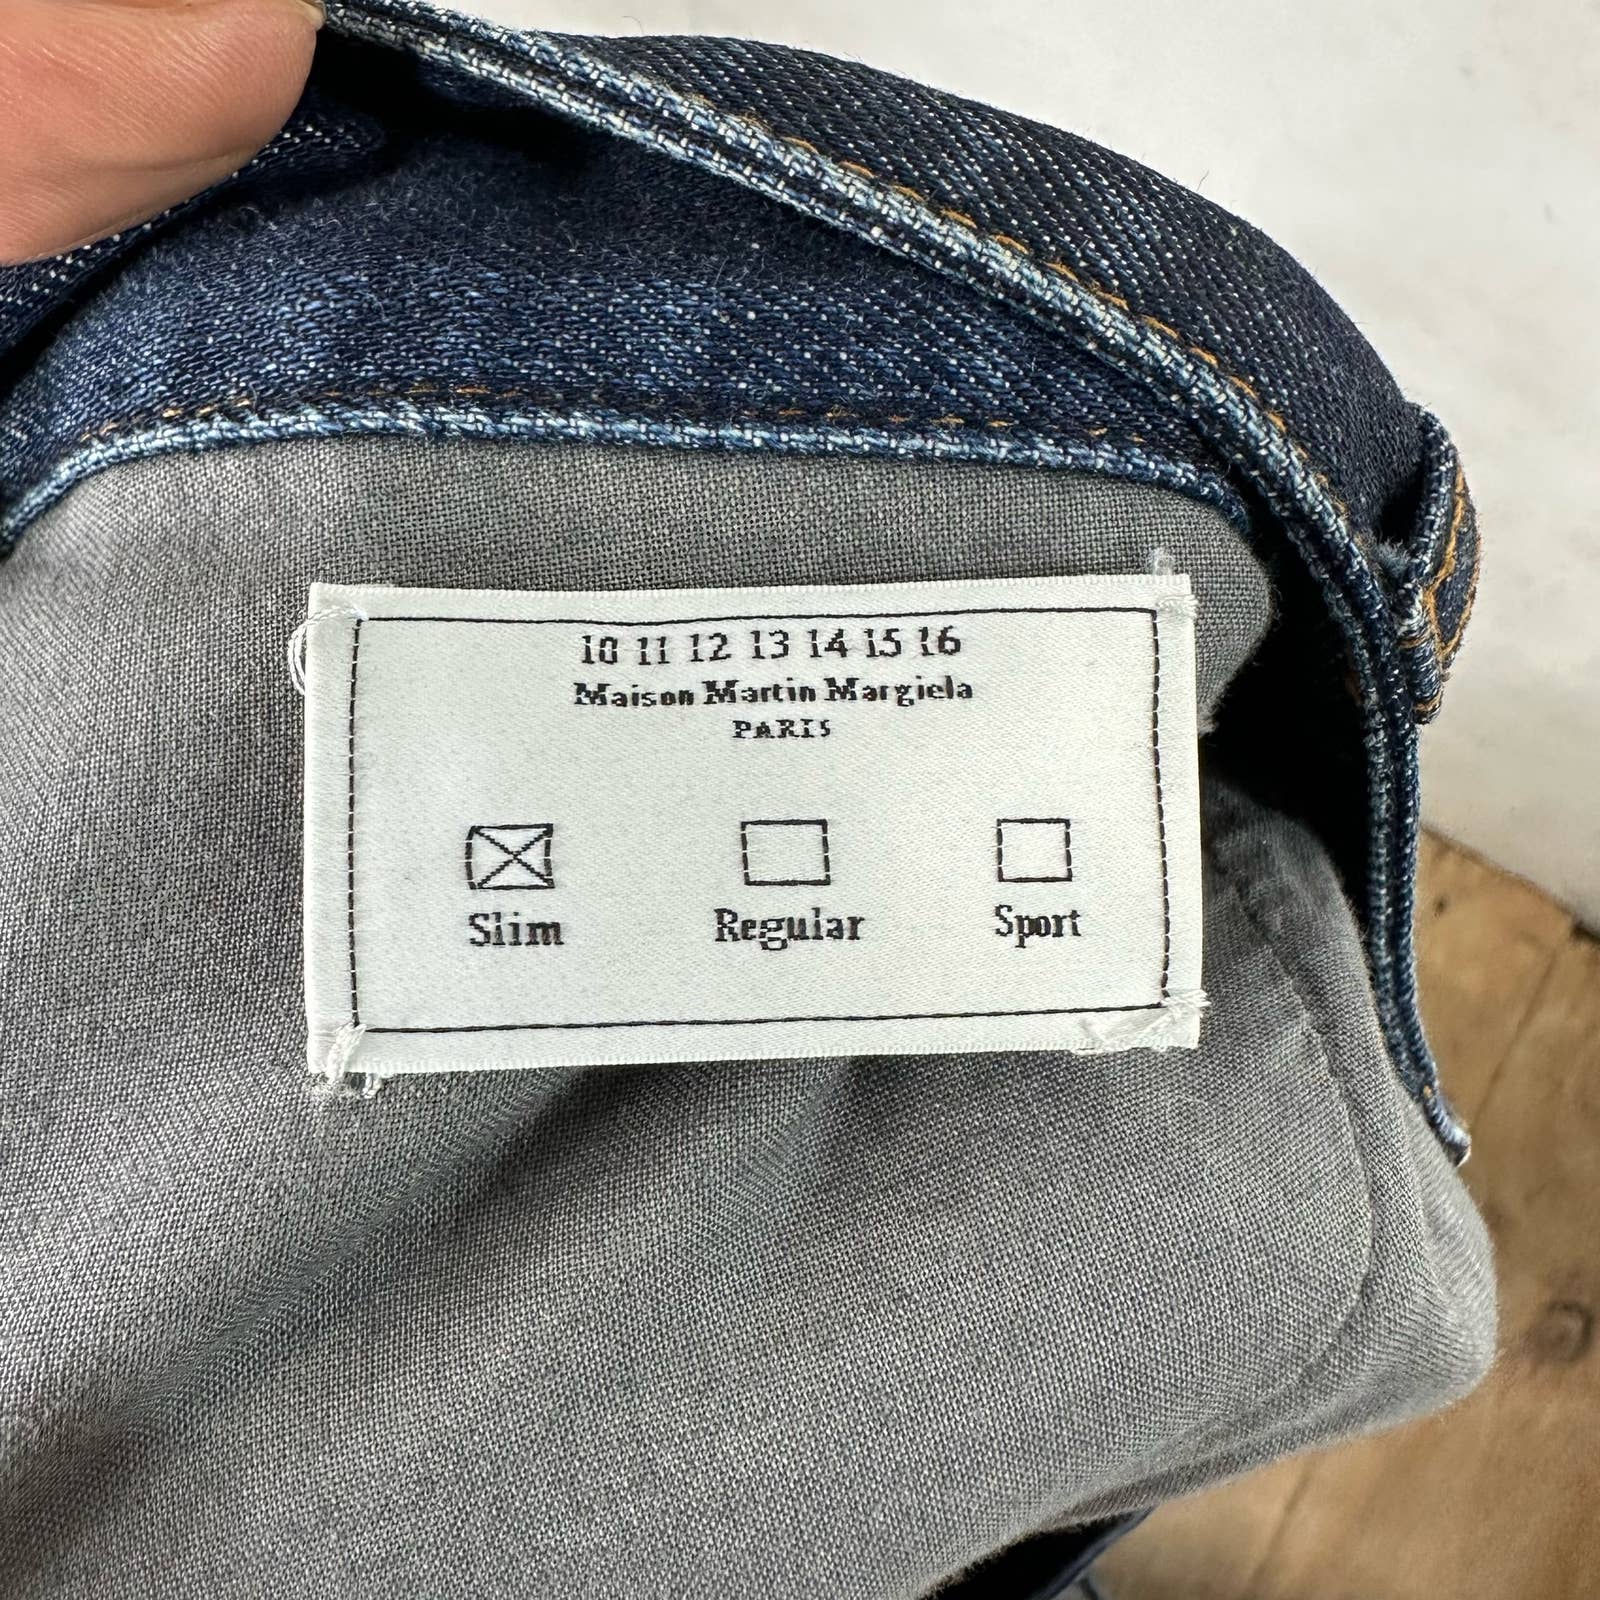 10 11 12 13 14 15 16
Maison Martin Margiela
PARIS
Slim Regular Sport